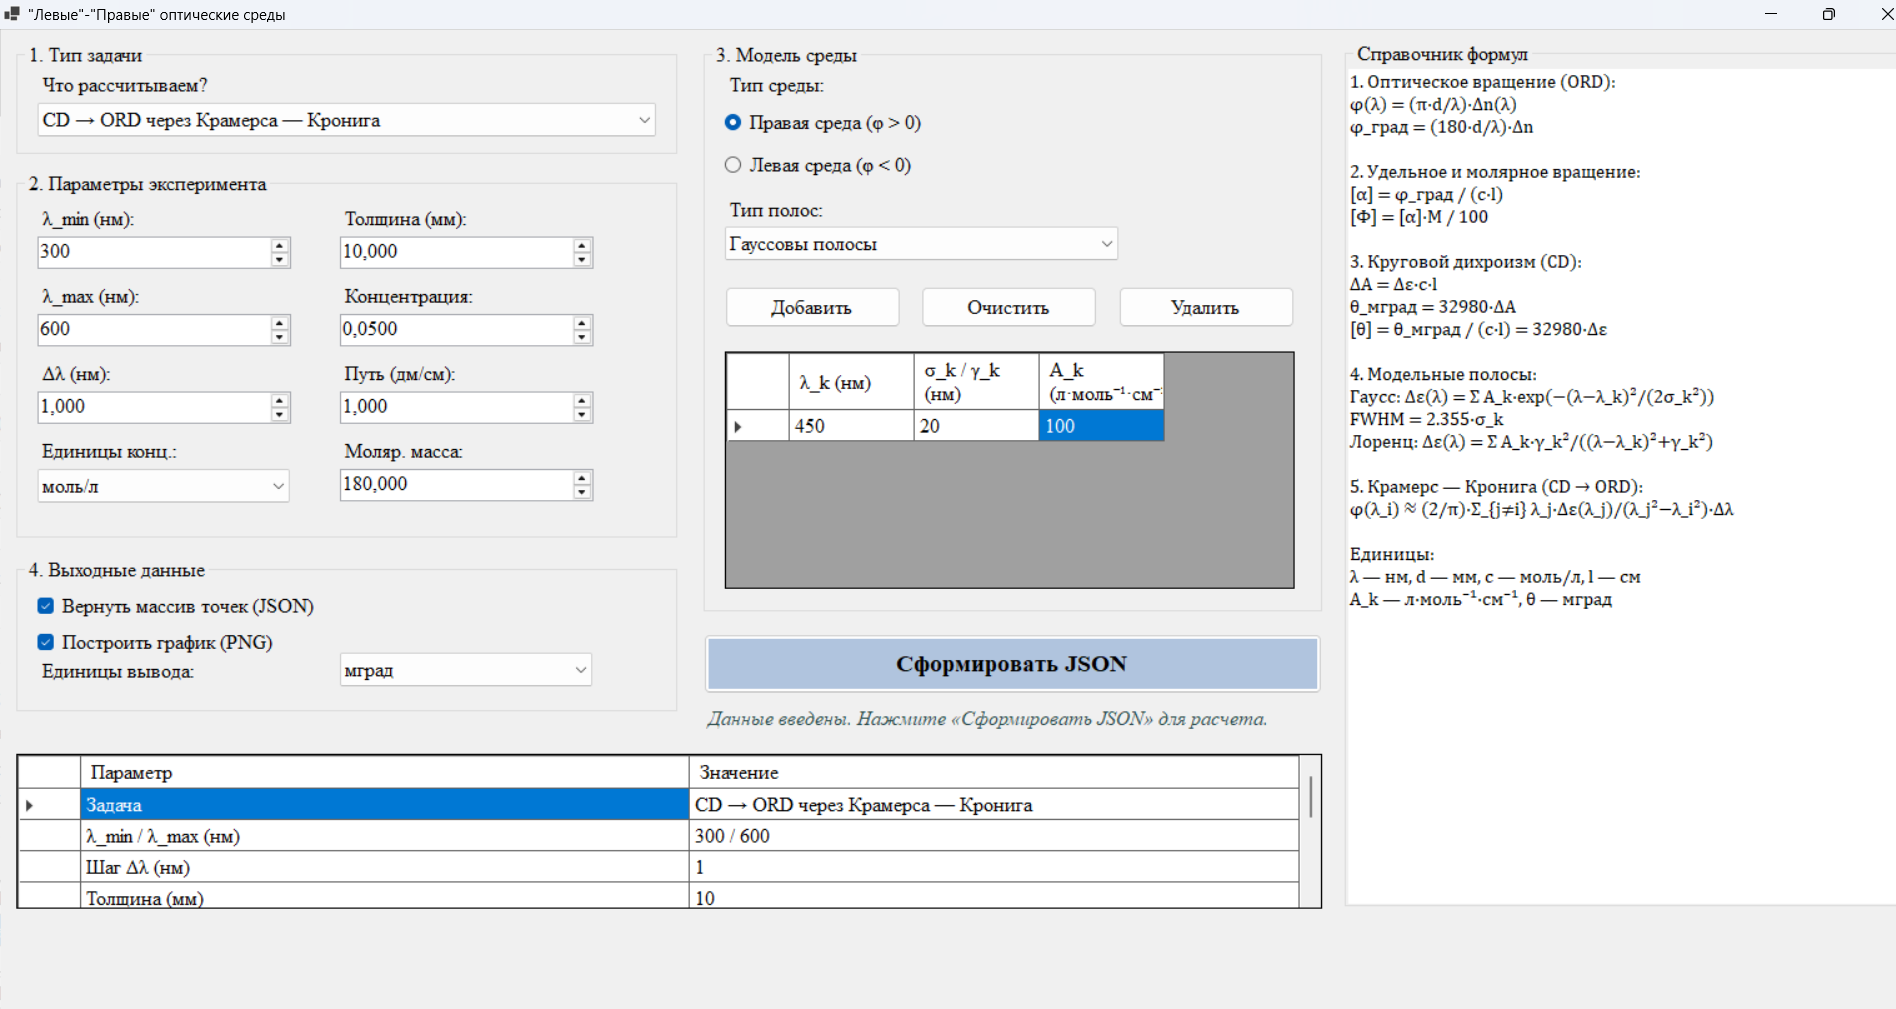 "Левые"-"Правые" оптические среды
1. Тип задачи
Что рассчитываем?
CD → ORD через Крамерса — Кронига
2. Параметры эксперимента
λ_min (нм):
Толщина (мм):
300
10,000
λ_max (нм):
Концентрация:
600
0,0500
Δλ (нм):
Путь (дм/см):
1,000
1,000
Единицы конц.:
Моляр. масса:
моль/л
180,000
4. Выходные данные
Вернуть массив точек (JSON)
Построить график (PNG)
Единицы вывода:
мград
3. Модель среды
Тип среды:
Правая среда (φ > 0)
Левая среда (φ < 0)
Тип полос:
Гауссовы полосы
Добавить
Очистить
Удалить
λ_k (нм)
σ_k / γ_k (нм)
A_k (л·моль⁻¹·см⁻
450
20
100
Сформировать JSON
Данные введены. Нажмите «Сформировать JSON» для расчета.
Параметр
Значение
Задача
CD → ORD через Крамерса — Кронига
λ_min / λ_max (нм)
300 / 600
Шаг Δλ (нм)
1
Толщина (мм)
10
Справочник формул
1. Оптическое вращение (ORD):
φ(λ) = (π·d/λ)·Δn(λ)
φ_град = (180·d/λ)·Δn
2. Удельное и молярное вращение:
[α] = φ_град / (c·l)
[Φ] = [α]·M / 100
3. Круговой дихроизм (CD):
ΔA = Δε·c·l
θ_мград = 32980·ΔA
[θ] = θ_мград / (c·l) = 32980·Δε
4. Модельные полосы:
Гаусс: Δε(λ) = Σ A_k·exp(−(λ−λ_k)²/(2σ_k²))
FWHM = 2.355·σ_k
Лоренц: Δε(λ) = Σ A_k·γ_k²/((λ−λ_k)²+γ_k²)
5. Крамерс — Крониг (CD → ORD):
φ(λ_i) ≈ (2/π)·Σ_{j≠i} λ_j·Δε(λ_j)/(λ_j²−λ_i²)·Δλ
Единицы:
λ — нм, d — мм, c — моль/л, l — см
A_k — л·моль⁻¹·см⁻¹, θ — мград